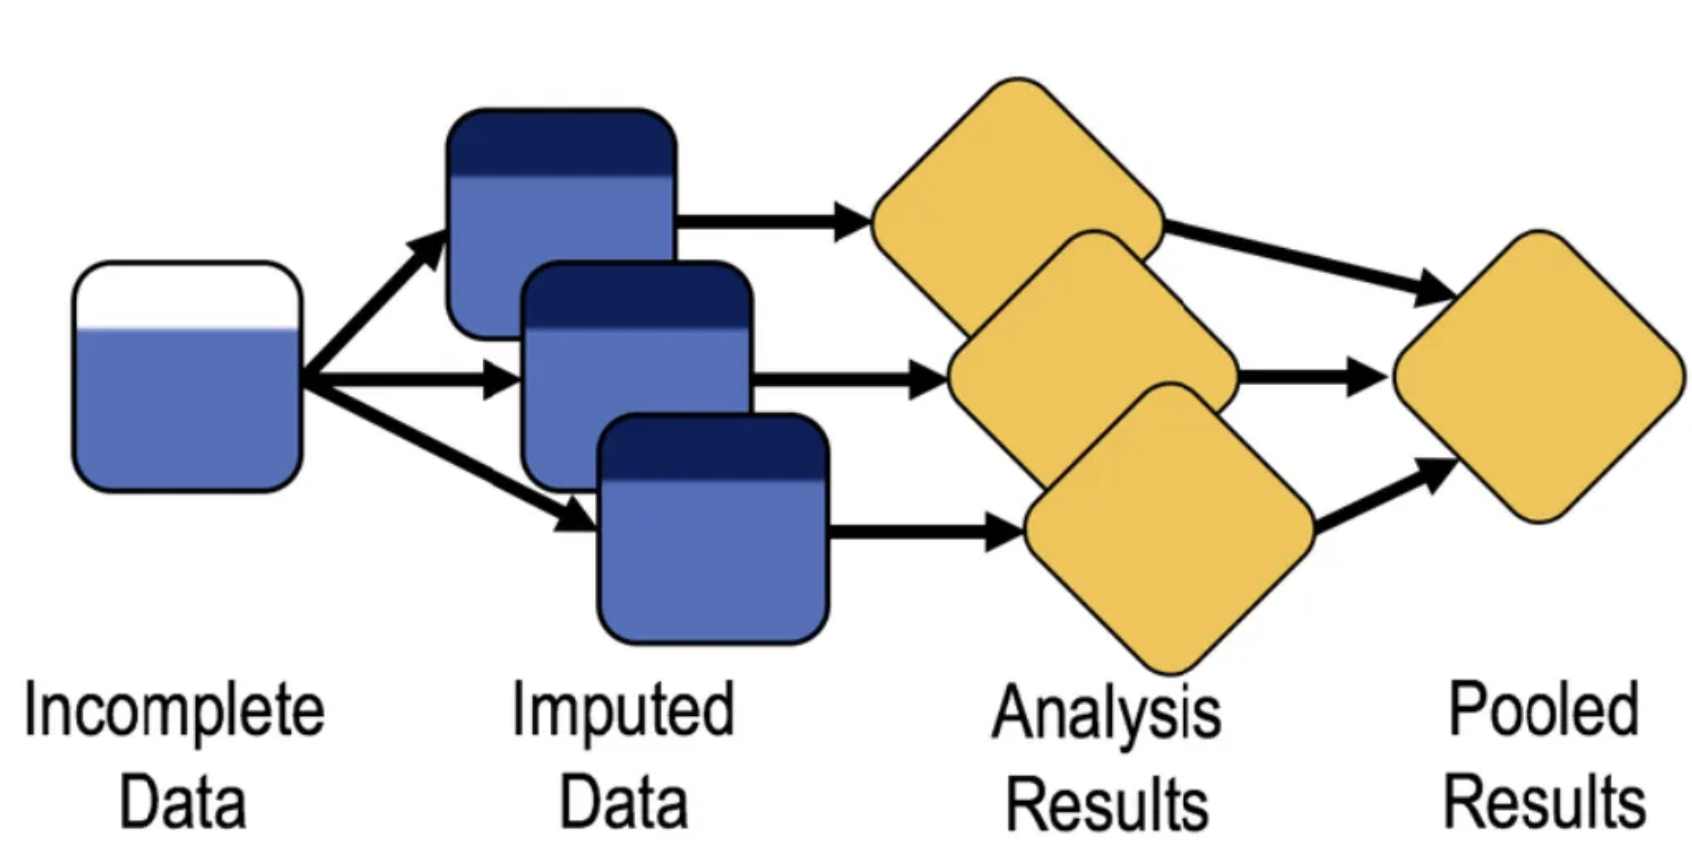 Incomplete
Data
Imputed
Data
Analysis
Results
Pooled
Results